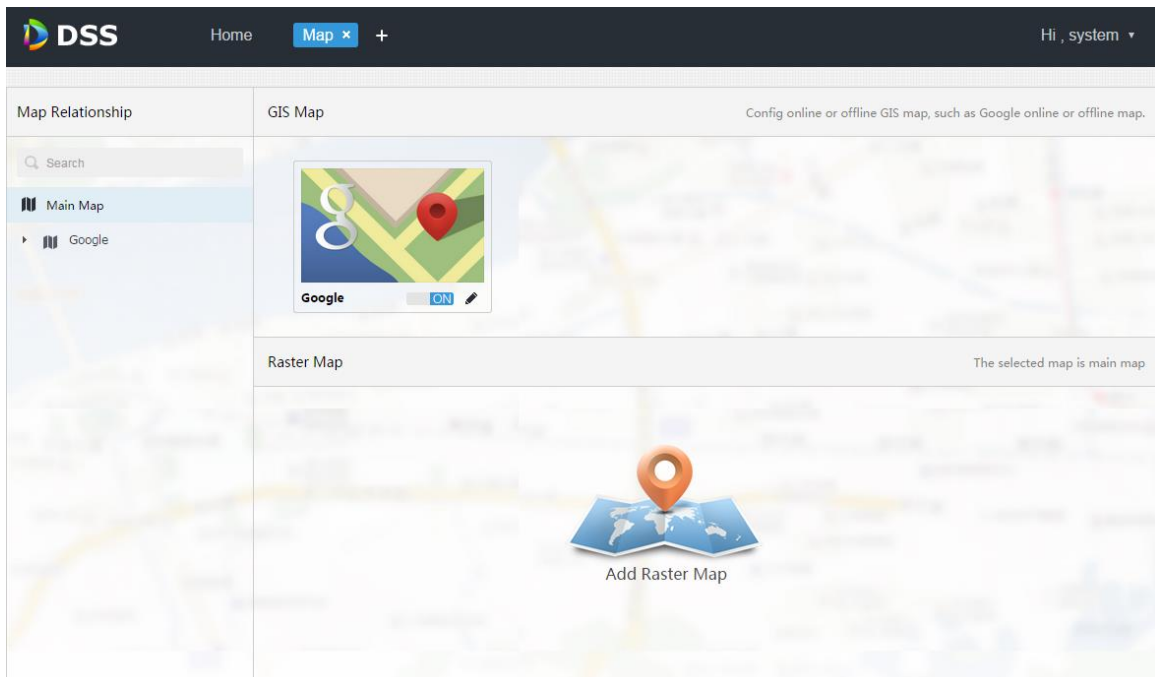 DSS
Home
Map ×
+
Hi , system ▾
Map Relationship
GIS Map
Config online or offline GIS map, such as Google online or offline map.
Search
Main Map
Google
g
Google
ON
Raster Map
The selected map is main map
Add Raster Map